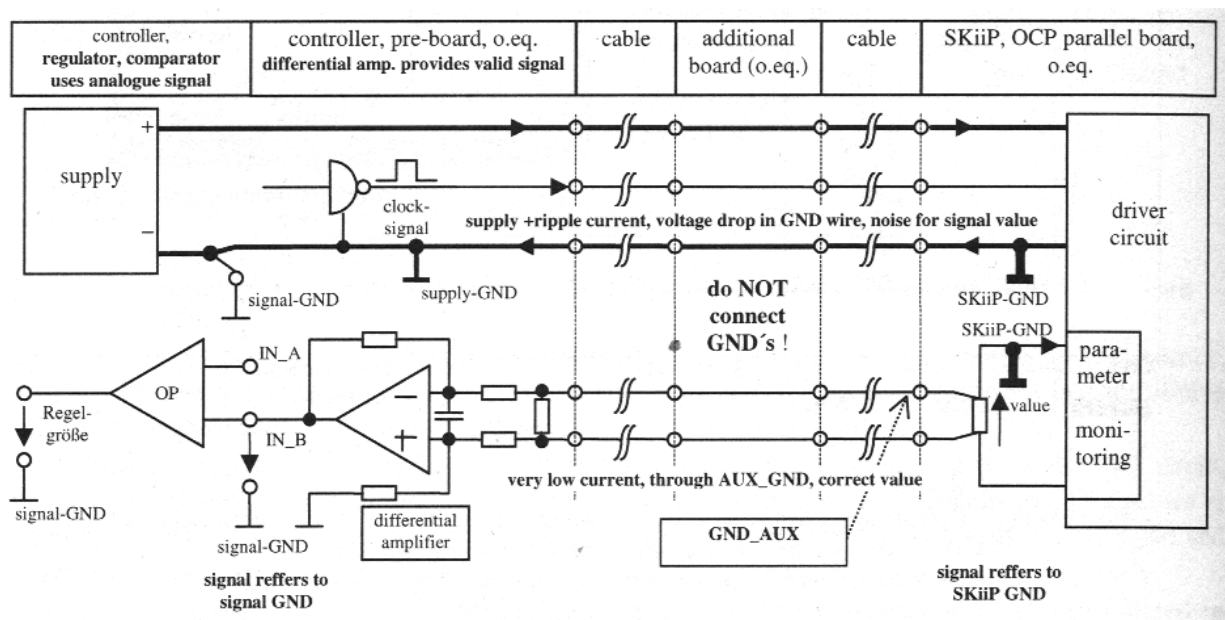 controller,
regulator, comparator
uses analogue signal
controller, pre-board, o.eq.
differential amp. provides valid signal
cable
additional
board (o.eq.)
cable
SKiiP, OCP parallel board,
o.eq.
+
supply
−
clock-
signal
supply +ripple current, voltage drop in GND wire, noise for signal value
driver
circuit
signal-GND
supply-GND
do NOT
connect
GND´s !
SKiiP-GND
SKiiP-GND
IN_A
OP
−
+
IN_B
Regel-
größe
value
para-
meter
moni-
toring
very low current, through AUX_GND, correct value
signal-GND
differential
amplifier
GND_AUX
signal-GND
signal reffers to
signal GND
signal reffers to
SKiiP GND